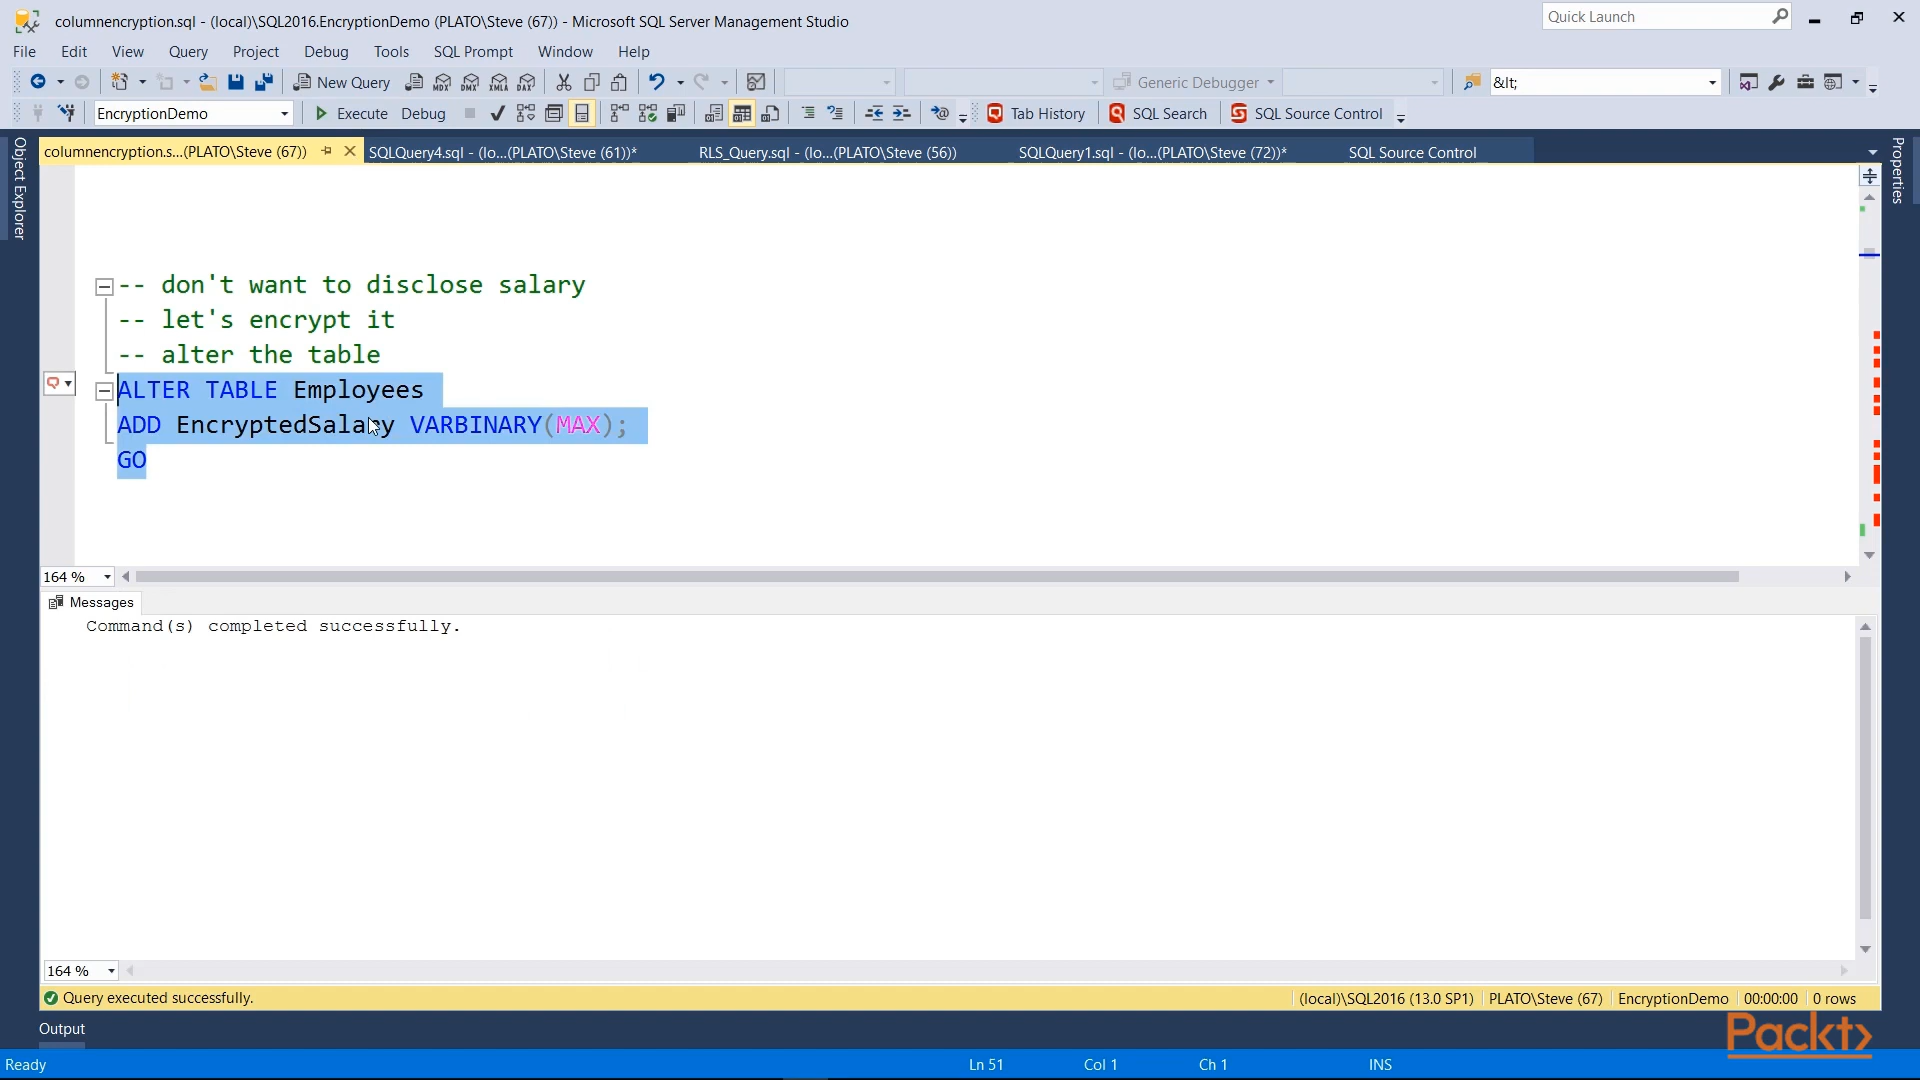 columnencryption.sql - (local)\SQL2016.EncryptionDemo (PLATO\Steve (67)) - Microsoft SQL Server Management Studio
Quick Launch
File Edit View Query Project Debug Tools SQL Prompt Window Help
New Query MDX DMX XMLA DAX Generic Debugger &lt;
EncryptionDemo Execute Debug Tab History SQL Search SQL Source Control
Object Explorer
columnencryption.s...(PLATO\Steve (67)) SQLQuery4.sql - (lo...(PLATO\Steve (61))* RLS_Query.sql - (lo...(PLATO\Steve (56)) SQLQuery1.sql - (lo...(PLATO\Steve (72))* SQL Source Control
Properties
-- don't want to disclose salary
-- let's encrypt it
-- alter the table
ALTER TABLE Employees
ADD EncryptedSalary VARBINARY(MAX);
GO
164 %
Messages
Command(s) completed successfully.
164 %
Query executed successfully. (local)\SQL2016 (13.0 SP1) PLATO\Steve (67) EncryptionDemo 00:00:00 0 rows
Output
Packt>
Ready Ln 51 Col 1 Ch 1 INS